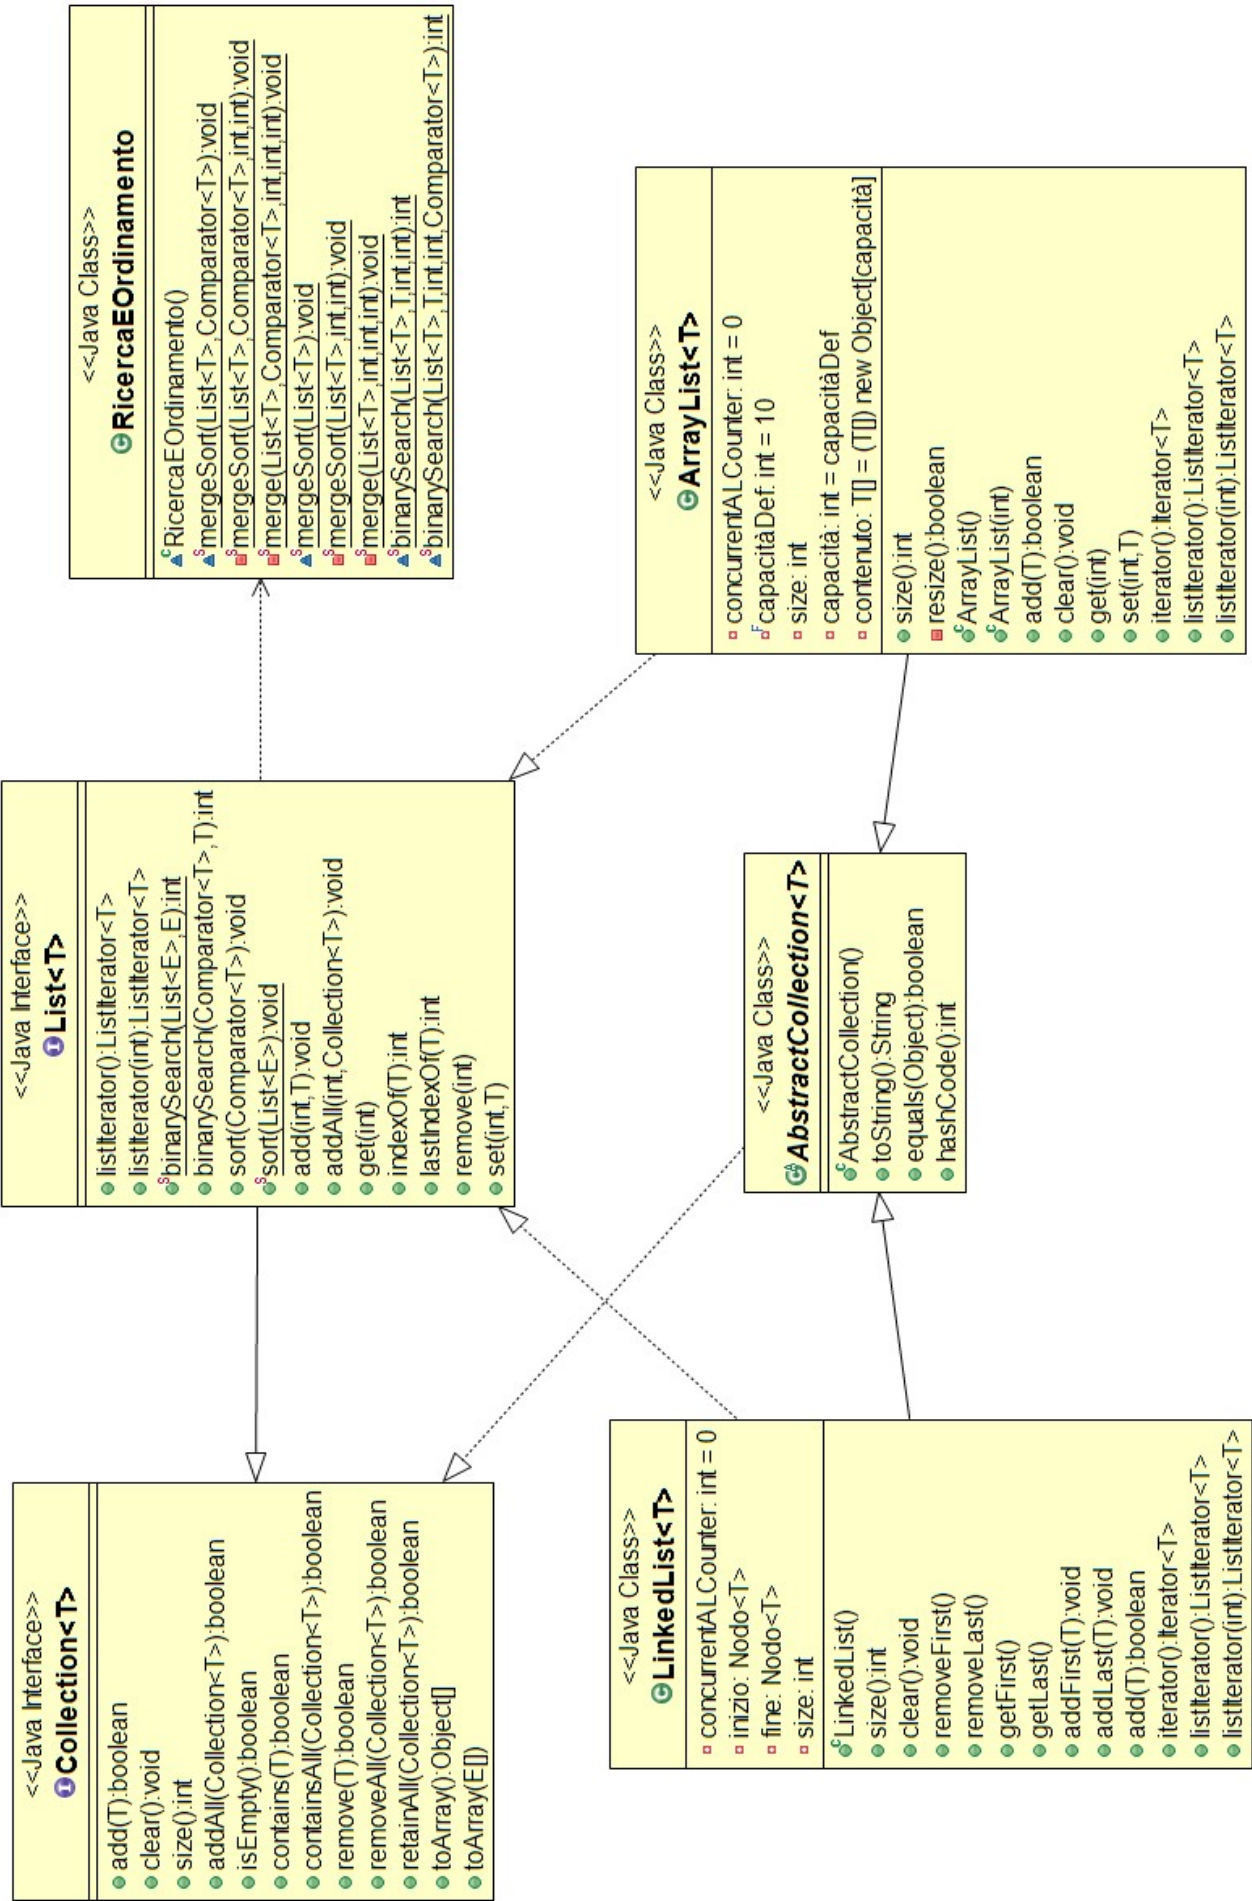 <<Java Interface>>
Collection<T>
add(T):boolean
clear():void
size():int
addAll(Collection<T>):boolean
isEmpty():boolean
contains(T):boolean
containsAll(Collection<T>):boolean
remove(T):boolean
removeAll(Collection<T>):boolean
retainAll(Collection<T>):boolean
toArray():Object[]
toArray(E[])
<<Java Interface>>
List<T>
listIterator():ListIterator<T>
listIterator(int):ListIterator<T>
binarySearch(List<E>,E):int
binarySearch(Comparator<T>,T):int
sort(Comparator<T>):void
sort(List<E>):void
add(int,T):void
addAll(int,Collection<T>):void
get(int)
indexOf(T):int
lastIndexOf(T):int
remove(int)
set(int,T)
<<Java Class>>
RicercaEOrdinamento
RicercaEOrdinamento()
mergeSort(List<T>,Comparator<T>):void
mergeSort(List<T>,Comparator<T>,int,int):void
merge(List<T>,Comparator<T>,int,int,int):void
mergeSort(List<T>):void
mergeSort(List<T>,int,int):void
merge(List<T>,int,int,int):void
binarySearch(List<T>,T,int,int):int
binarySearch(List<T>,T,int,int,Comparator<T>):int
<<Java Class>>
LinkedList<T>
concurrentALCounter: int = 0
inizio: Nodo<T>
fine: Nodo<T>
size: int
LinkedList()
size():int
clear():void
removeFirst()
removeLast()
getFirst()
getLast()
addFirst(T):void
addLast(T):void
add(T):boolean
iterator():Iterator<T>
listIterator():ListIterator<T>
listIterator(int):ListIterator<T>
<<Java Class>>
AbstractCollection<T>
AbstractCollection()
toString():String
equals(Object):boolean
hashCode():int
<<Java Class>>
ArrayList<T>
concurrentALCounter: int = 0
capacitàDef: int = 10
size: int
capacità: int = capacitàDef
contenuto: T[] = (T[]) new Object[capacità]
size():int
resize():boolean
ArrayList()
ArrayList(int)
add(T):boolean
clear():void
get(int)
set(int,T)
iterator():Iterator<T>
listIterator():ListIterator<T>
listIterator(int):ListIterator<T>